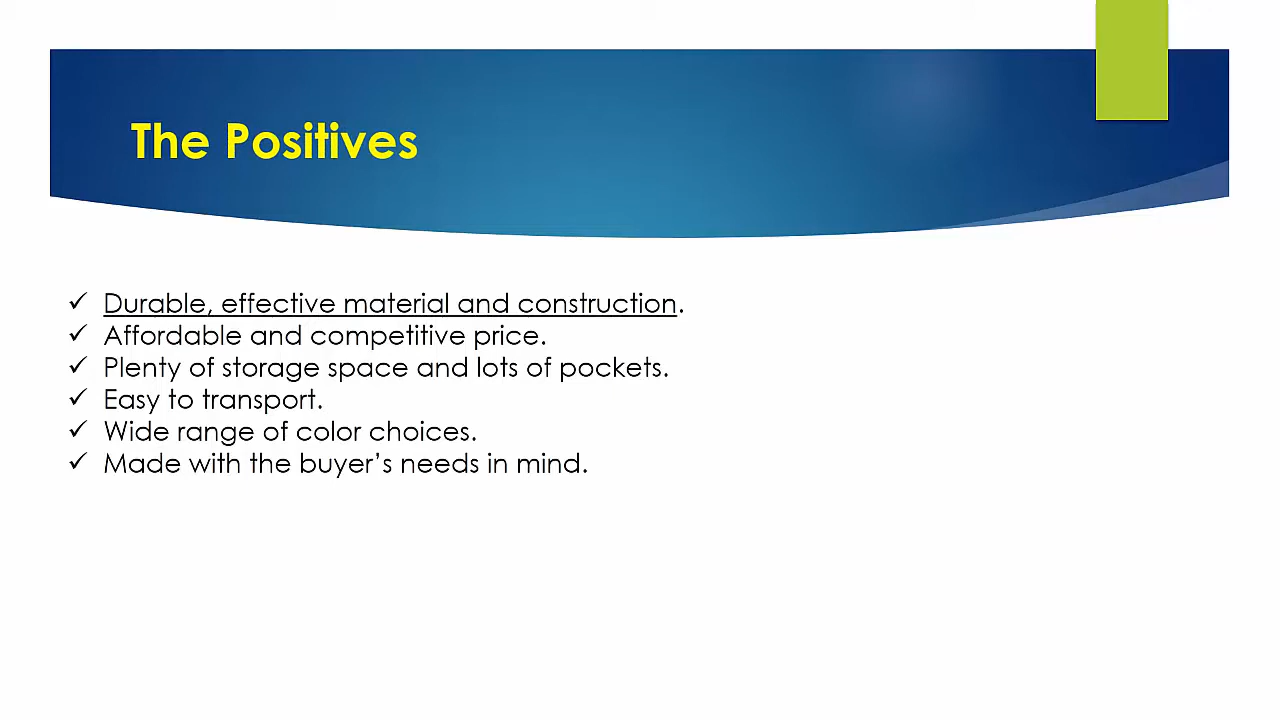 The Positives
✓ Durable, effective material and construction.
✓ Affordable and competitive price.
✓ Plenty of storage space and lots of pockets.
✓ Easy to transport.
✓ Wide range of color choices.
✓ Made with the buyer’s needs in mind.